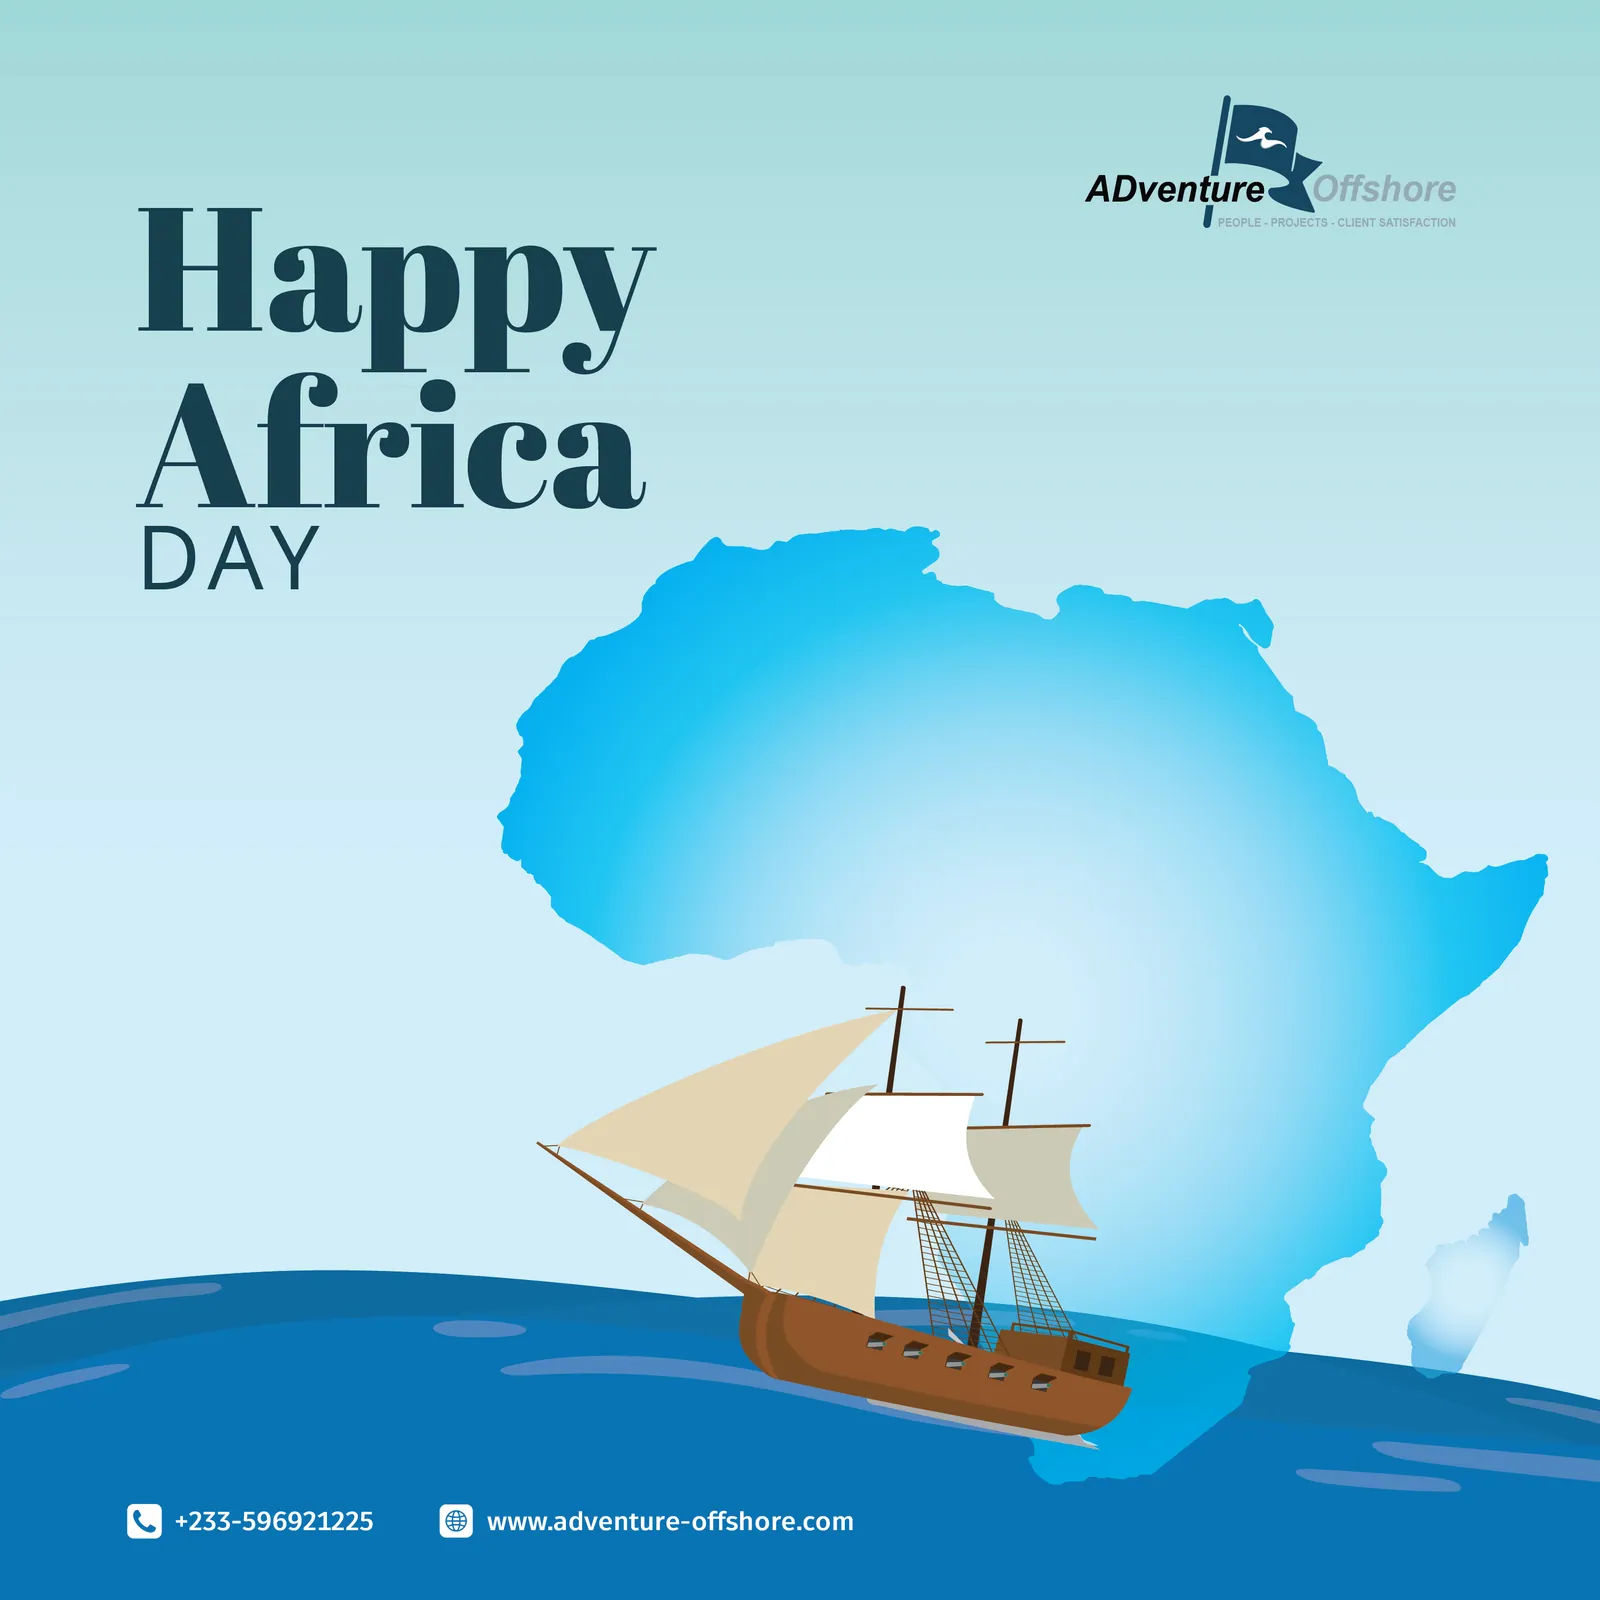 ADventure Offshore
PEOPLE - PROJECTS - CLIENT SATISFACTION
Happy
Africa
DAY
+233-596921225
www.adventure-offshore.com